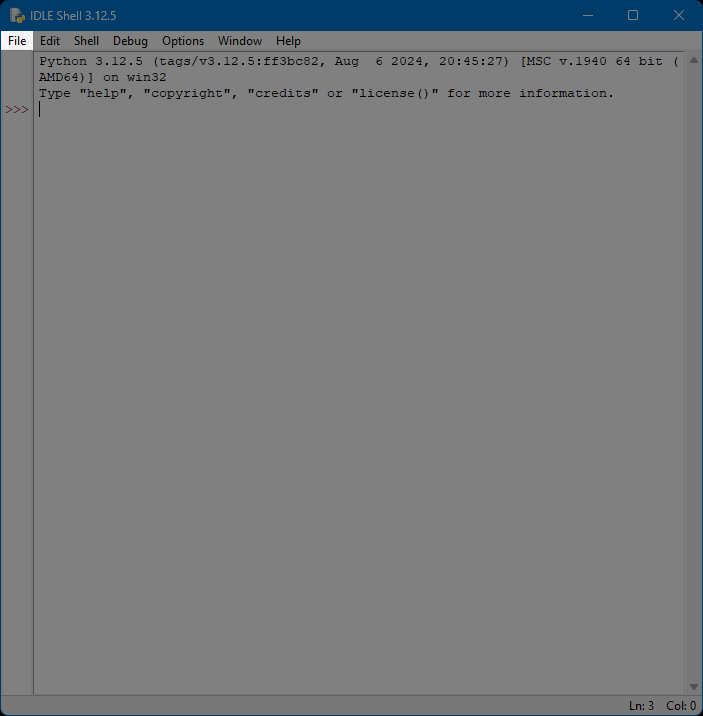 IDLE Shell 3.12.5
File Edit Shell Debug Options Window Help
Python 3.12.5 (tags/v3.12.5:ff3bc82, Aug  6 2024, 20:45:27) [MSC v.1940 64 bit (
AMD64)] on win32
Type "help", "copyright", "credits" or "license()" for more information.
>>>
Ln: 3 Col: 0